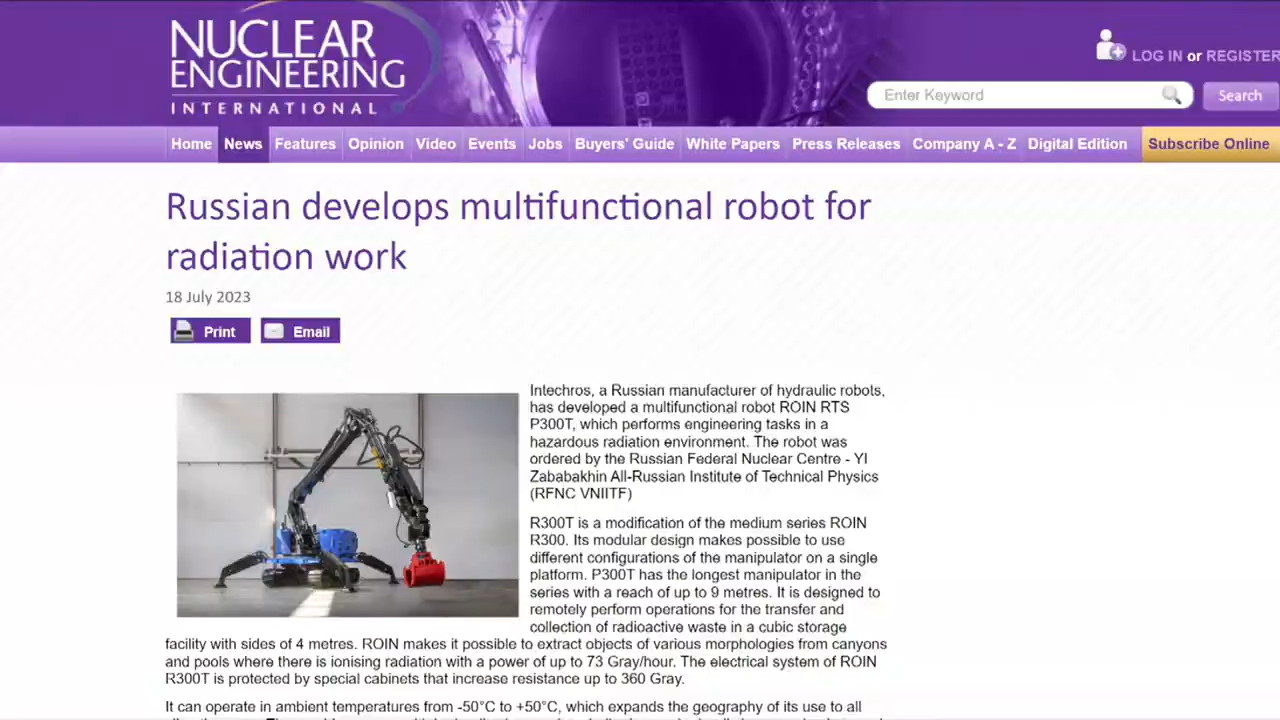 NUCLEAR
ENGINEERING
INTERNATIONAL
LOG IN or REGISTER
Enter Keyword
Search
Home News Features Opinion Video Events Jobs Buyers' Guide White Papers Press Releases Company A - Z Digital Edition Subscribe Online
Russian develops multifunctional robot for
radiation work
18 July 2023
Print Email
Intechros, a Russian manufacturer of hydraulic robots,
has developed a multifunctional robot ROIN RTS
P300T, which performs engineering tasks in a
hazardous radiation environment. The robot was
ordered by the Russian Federal Nuclear Centre - YI
Zababakhin All-Russian Institute of Technical Physics
(RFNC VNIITF)
R300T is a modification of the medium series ROIN
R300. Its modular design makes possible to use
different configurations of the manipulator on a single
platform. P300T has the longest manipulator in the
series with a reach of up to 9 metres. It is designed to
remotely perform operations for the transfer and
collection of radioactive waste in a cubic storage
facility with sides of 4 metres. ROIN makes it possible to extract objects of various morphologies from canyons
and pools where there is ionising radiation with a power of up to 73 Gray/hour. The electrical system of ROIN
R300T is protected by special cabinets that increase resistance up to 360 Gray.
It can operate in ambient temperatures from -50°C to +50°C, which expands the geography of its use to all